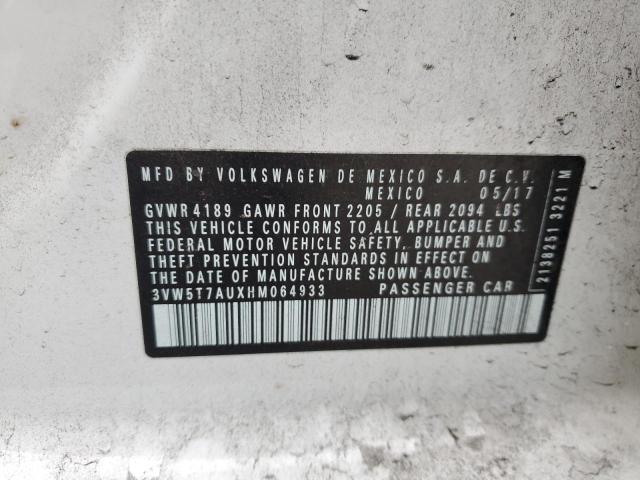 MFD BY VOLKSWAGEN DE MEXICO S.A. DE C.V.
MEXICO 05/17
GVWR 4189 GAWR FRONT 2205 / REAR 2094 LBS
THIS VEHICLE CONFORMS TO ALL APPLICABLE U.S.
FEDERAL MOTOR VEHICLE SAFETY, BUMPER AND
THEFT PREVENTION STANDARDS IN EFFECT ON
THE DATE OF MANUFACTURE SHOWN ABOVE.
3VW5T7AUXHM064933 PASSENGER CAR
2138251 3221 M